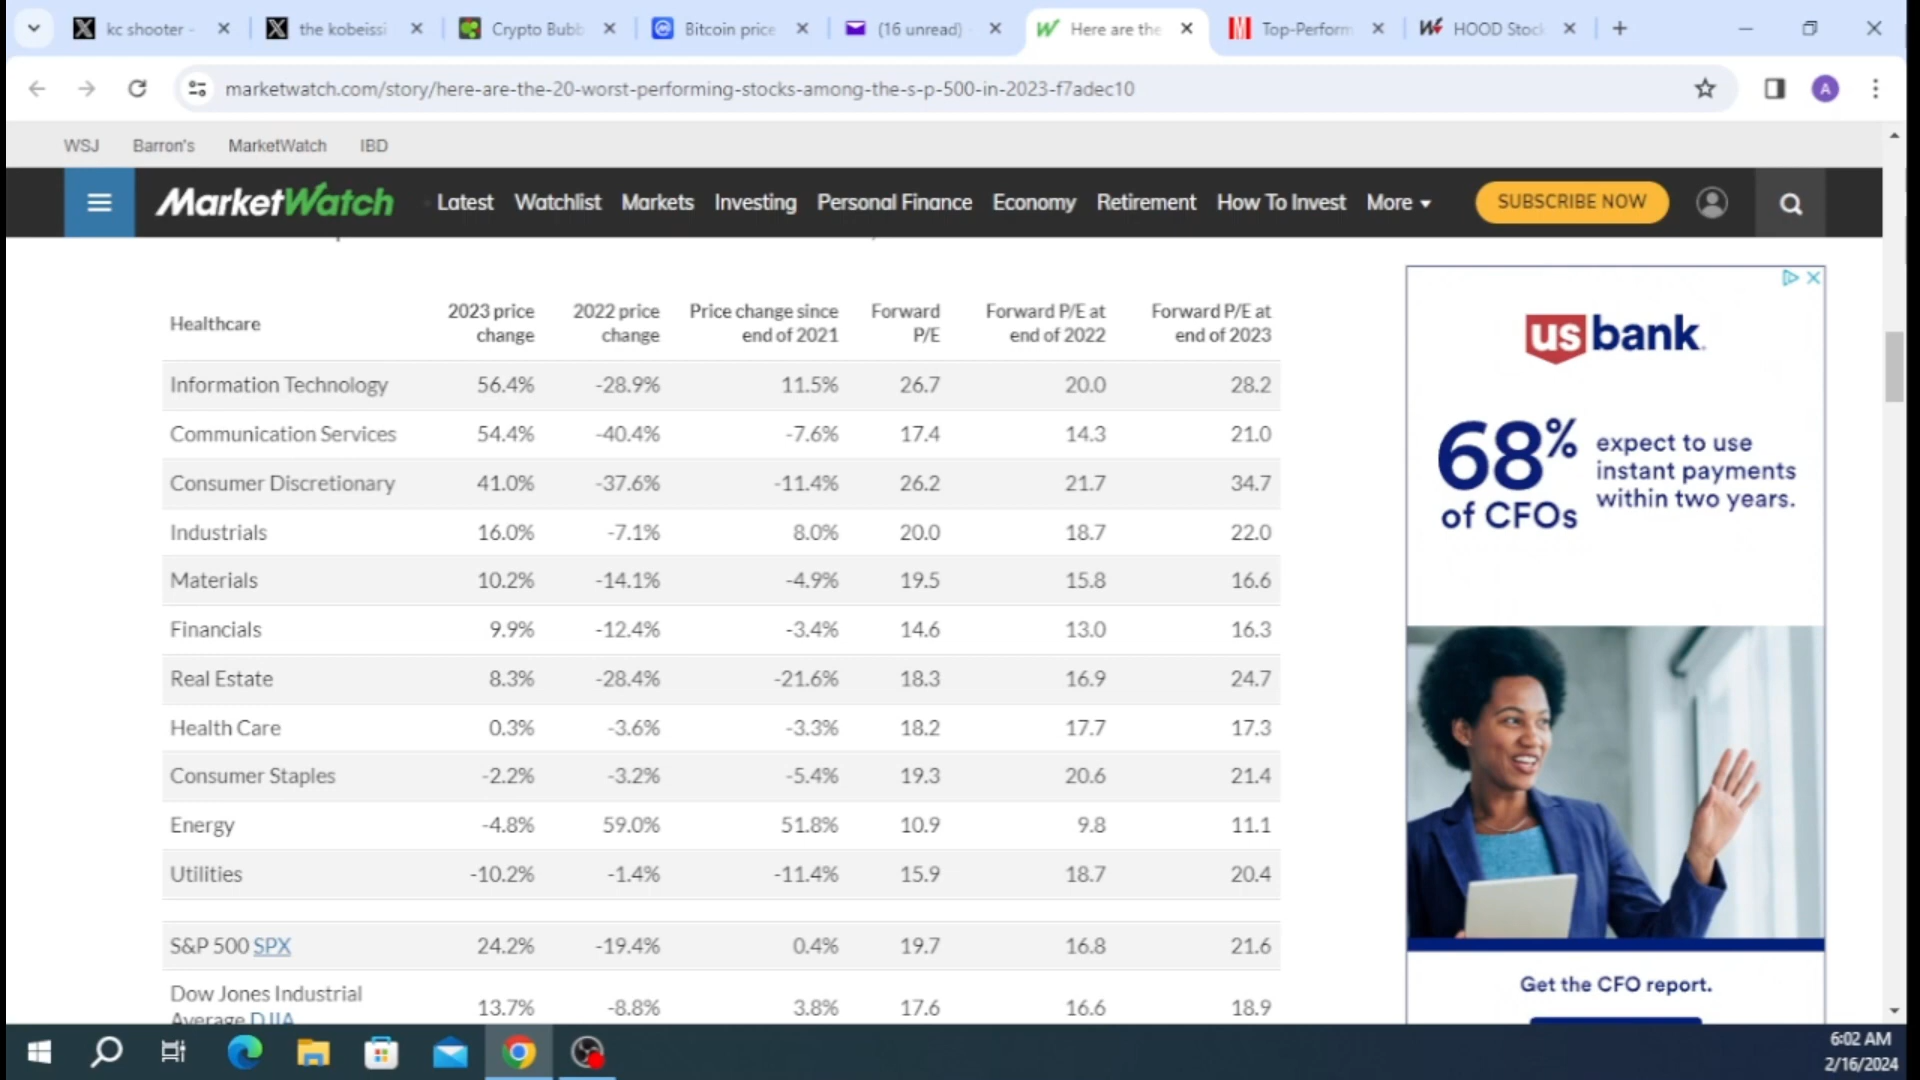 kc shooter -
the kobeissi
Crypto Bubb
Bitcoin price
(16 unread)
Here are the
Top-Perform
HOOD Stock
marketwatch.com/story/here-are-the-20-worst-performing-stocks-among-the-s-p-500-in-2023-f7adec10
A
WSJ Barron's MarketWatch IBD
MarketWatch Latest Watchlist Markets Investing Personal Finance Economy Retirement How To Invest More SUBSCRIBE NOW
Healthcare 2023 price change 2022 price change Price change since end of 2021 Forward P/E Forward P/E at end of 2022 Forward P/E at end of 2023
Information Technology 56.4% -28.9% 11.5% 26.7 20.0 28.2
Communication Services 54.4% -40.4% -7.6% 17.4 14.3 21.0
Consumer Discretionary 41.0% -37.6% -11.4% 26.2 21.7 34.7
Industrials 16.0% -7.1% 8.0% 20.0 18.7 22.0
Materials 10.2% -14.1% -4.9% 19.5 15.8 16.6
Financials 9.9% -12.4% -3.4% 14.6 13.0 16.3
Real Estate 8.3% -28.4% -21.6% 18.3 16.9 24.7
Health Care 0.3% -3.6% -3.3% 18.2 17.7 17.3
Consumer Staples -2.2% -3.2% -5.4% 19.3 20.6 21.4
Energy -4.8% 59.0% 51.8% 10.9 9.8 11.1
Utilities -10.2% -1.4% -11.4% 15.9 18.7 20.4
S&P 500 SPX 24.2% -19.4% 0.4% 19.7 16.8 21.6
Dow Jones Industrial
Average DJIA 13.7% -8.8% 3.8% 17.6 16.6 18.9
us bank
68% of CFOs
expect to use
instant payments
within two years.
Get the CFO report.
6:02 AM
2/16/2024